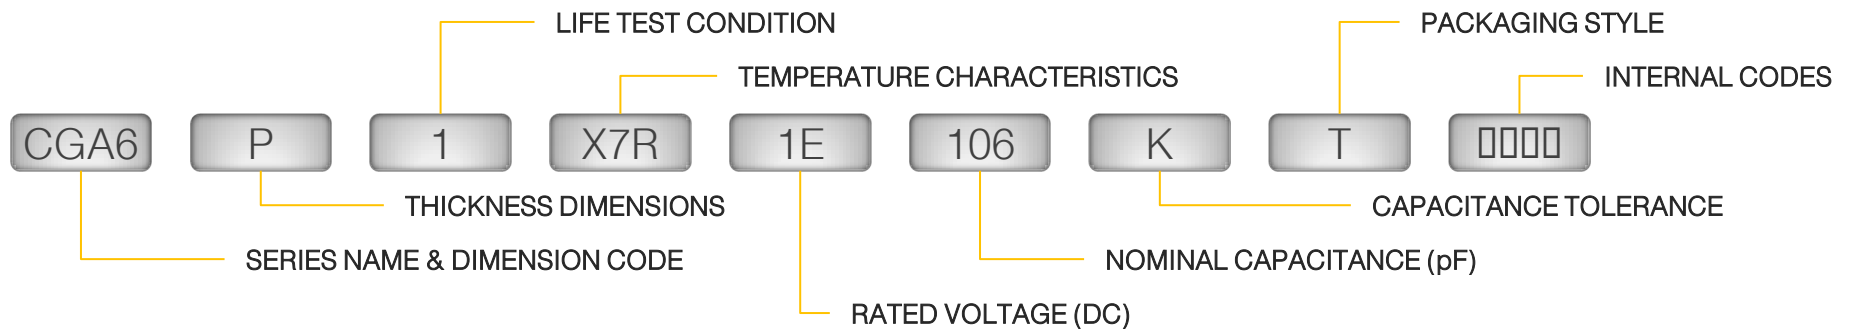 LIFE TEST CONDITION
PACKAGING STYLE
TEMPERATURE CHARACTERISTICS
INTERNAL CODES
CGA6 P 1 X7R 1E 106 K T ▯▯▯▯
THICKNESS DIMENSIONS
CAPACITANCE TOLERANCE
SERIES NAME & DIMENSION CODE
NOMINAL CAPACITANCE (pF)
RATED VOLTAGE (DC)